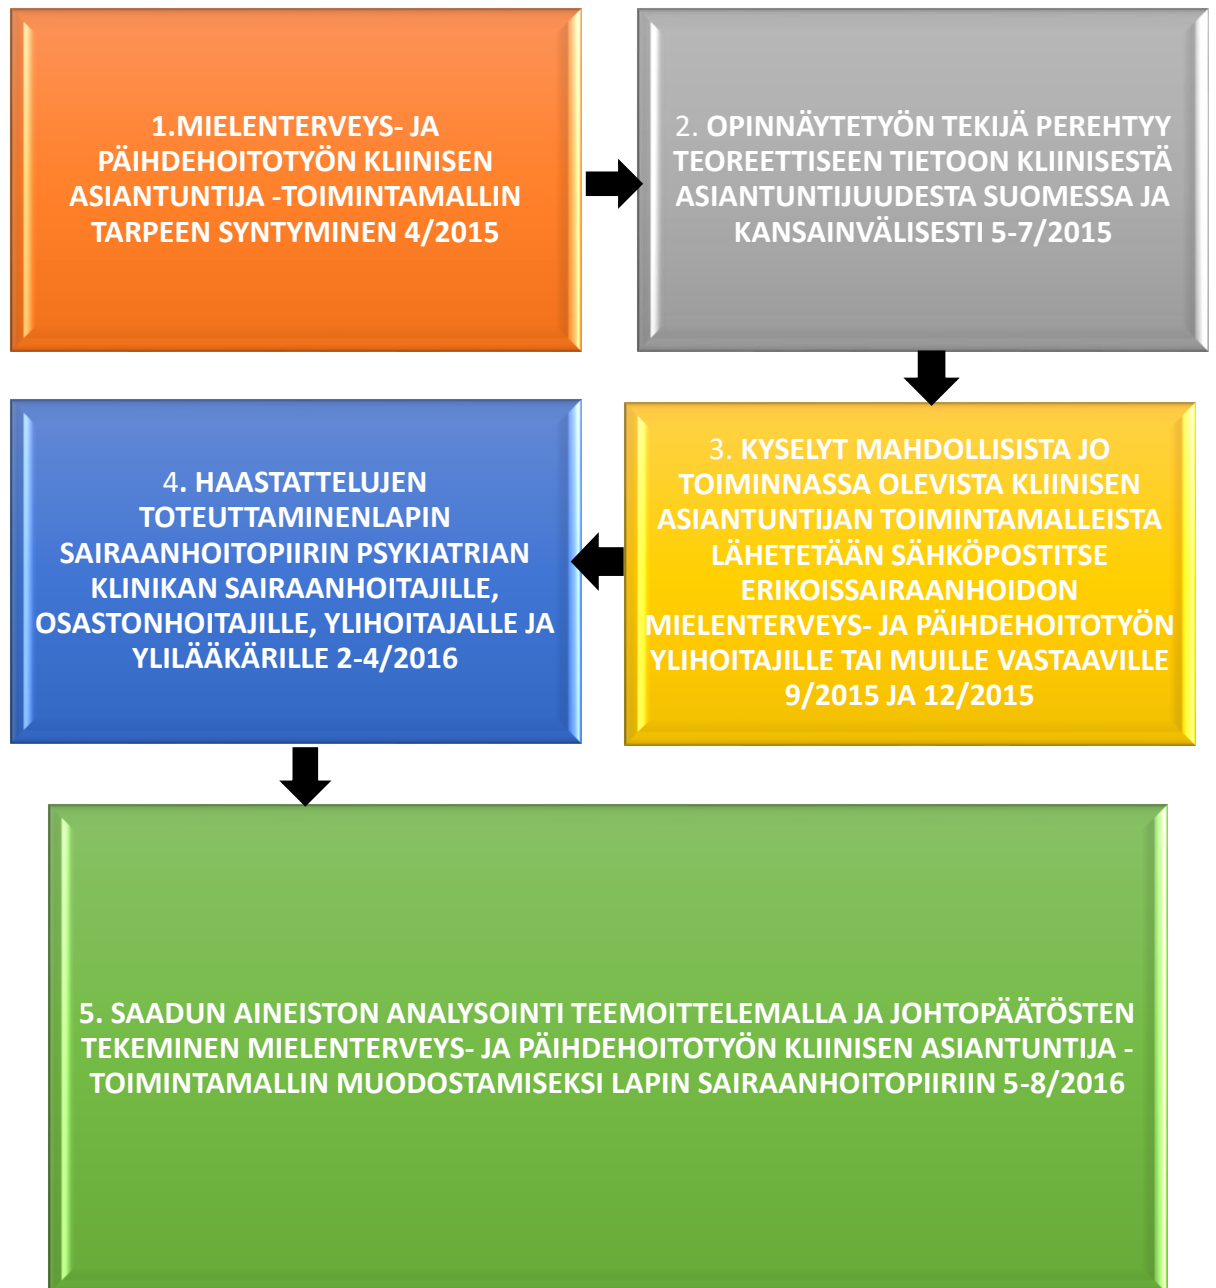 1.MIELENTERVEYS- JA
PÄIHDEHOITOTYÖN KLIINISEN
ASIANTUNTIJA -TOIMINTAMALLIN
TARPEEN SYNTYMINEN 4/2015
2. OPINNÄYTETYÖN TEKIJÄ PEREHTYY
TEOREETTISEEN TIETOON KLIINISESTÄ
ASIANTUNTIJUUDESTA SUOMESSA JA
KANSAINVÄLISESTI 5-7/2015
3. KYSELYT MAHDOLLISISTA JO
TOIMINNASSA OLEVISTA KLIINISEN
ASIANTUNTIJAN TOIMINTAMALLEISTA
LÄHETETÄÄN SÄHKÖPOSTITSE
ERIKOISSAIRAANHOIDON
MIELENTERVEYS- JA PÄIHDEHOITOTYÖN
YLIHOITAJILLE TAI MUILLE VASTAAVILLE
9/2015 JA 12/2015
4. HAASTATTELUJEN
TOTEUTTAMINENLAPIN
SAIRAANHOITOPIIRIN PSYKIATRIAN
KLINIKAN SAIRAANHOITAJILLE,
OSASTONHOITAJILLE, YLIHOITAJALLE JA
YLILÄÄKÄRILLE 2-4/2016
5. SAADUN AINEISTON ANALYSOINTI TEEMOITTELEMALLA JA JOHTOPÄÄTÖSTEN
TEKEMINEN MIELENTERVEYS- JA PÄIHDEHOITOTYÖN KLIINISEN ASIANTUNTIJA -
TOIMINTAMALLIN MUODOSTAMISEKSI LAPIN SAIRAANHOITOPIIRIIN 5-8/2016